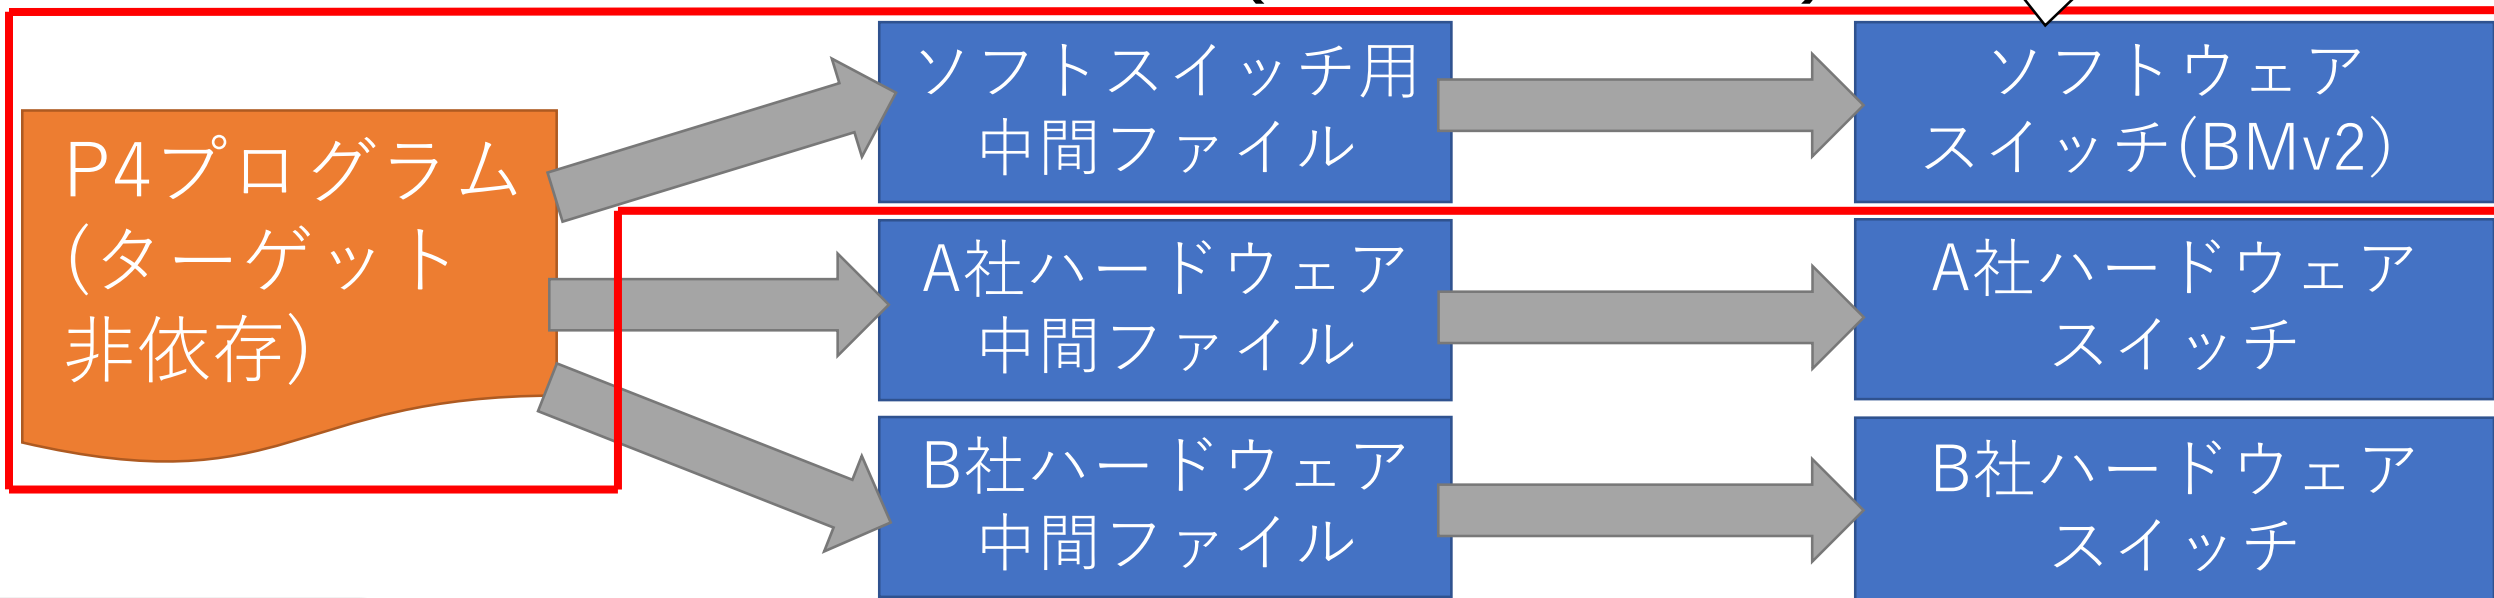 P4プログラム
(ターゲット
非依存)
ソフトスイッチ用
中間ファイル
ソフトウェア
スイッチ(BMv2)
A社ハードウェア
中間ファイル
A社ハードウェア
スイッチ
B社ハードウェア
中間ファイル
B社ハードウェア
スイッチ